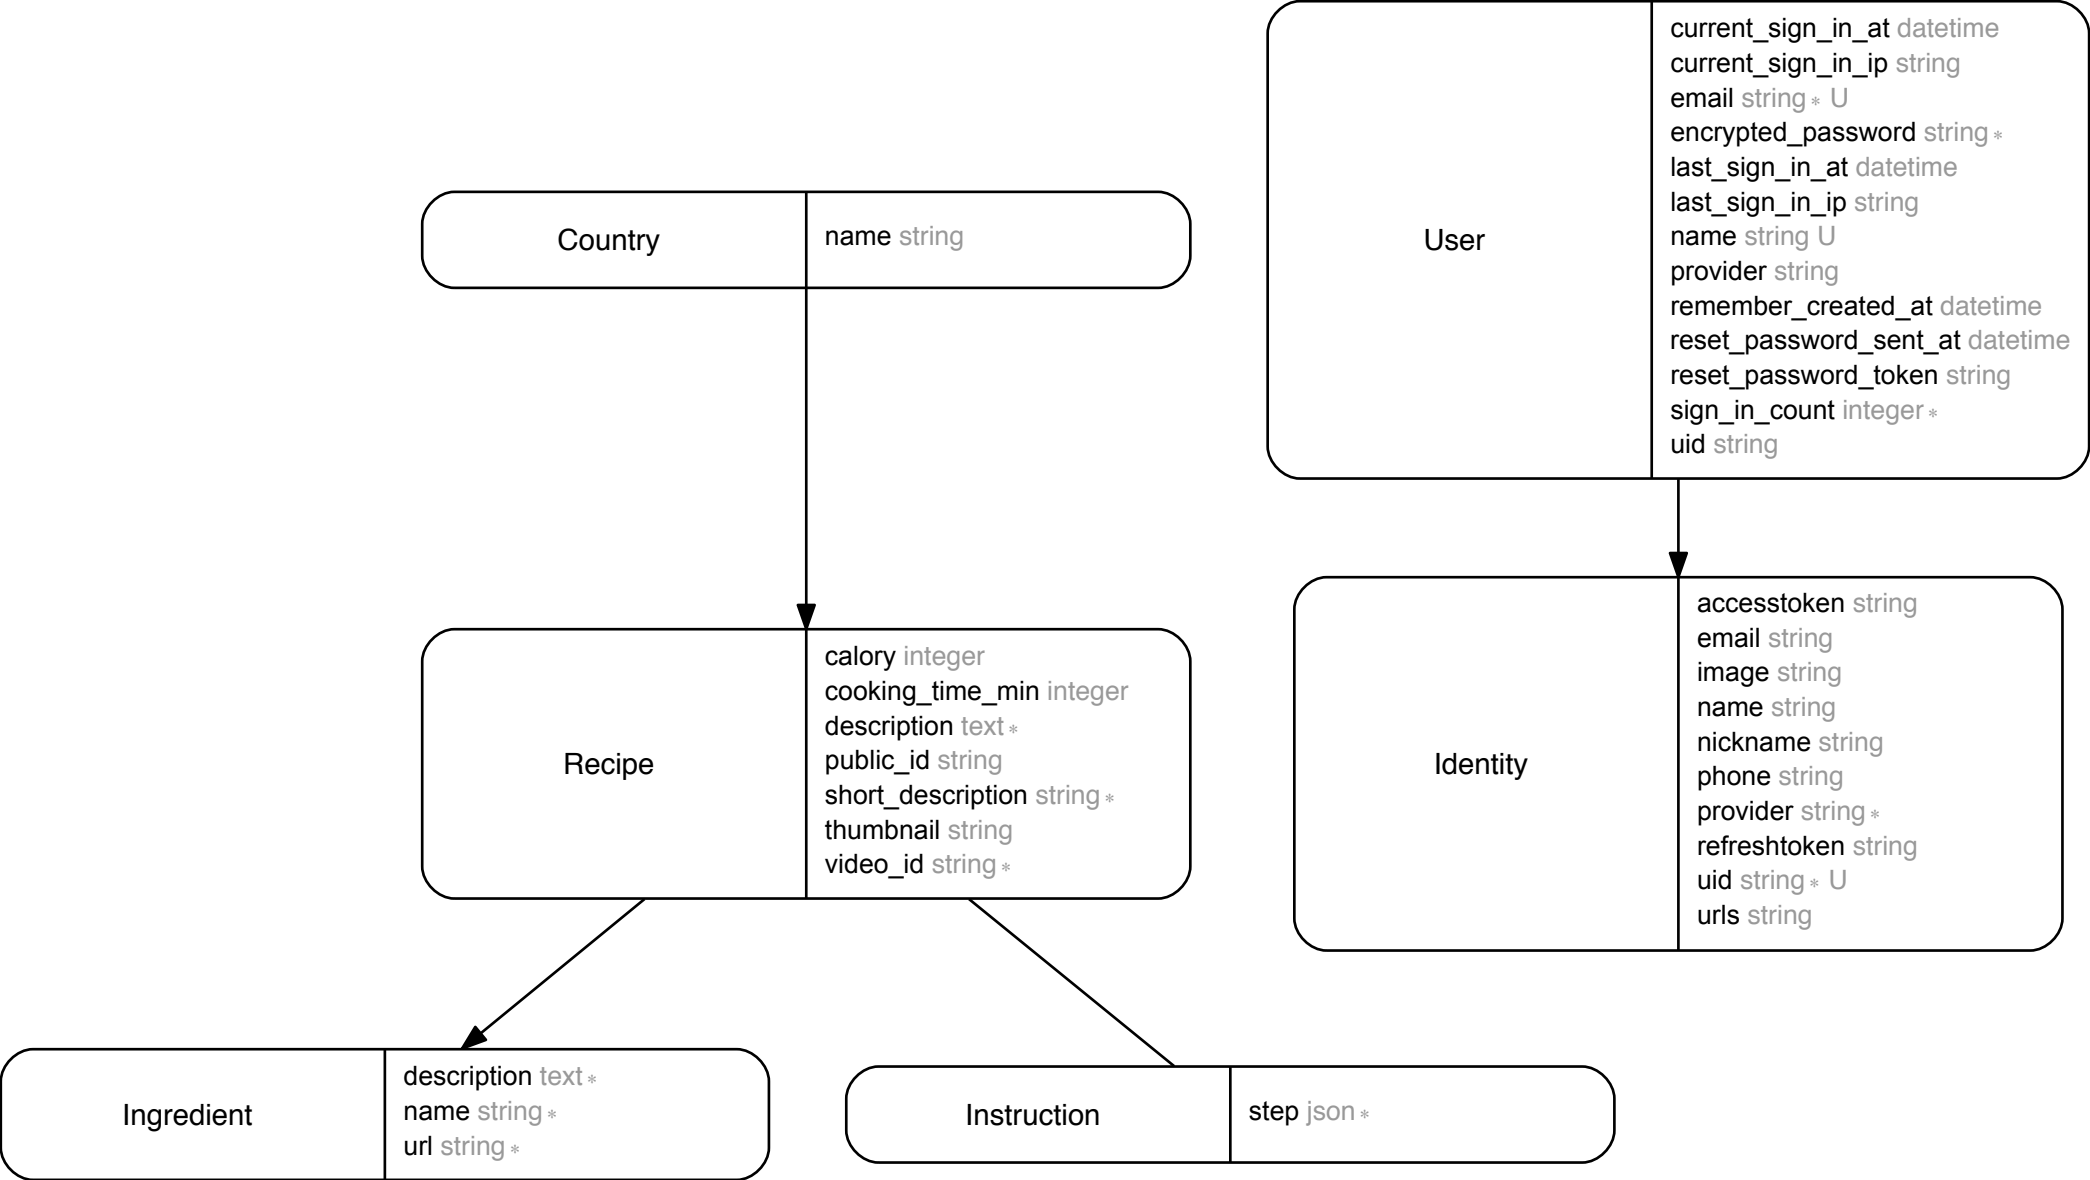 Country
name string
User
current_sign_in_at datetime
current_sign_in_ip string
email string * U
encrypted_password string *
last_sign_in_at datetime
last_sign_in_ip string
name string U
provider string
remember_created_at datetime
reset_password_sent_at datetime
reset_password_token string
sign_in_count integer *
uid string
Recipe
calory integer
cooking_time_min integer
description text *
public_id string
short_description string *
thumbnail string
video_id string *
Identity
accesstoken string
email string
image string
name string
nickname string
phone string
provider string *
refreshtoken string
uid string * U
urls string
Ingredient
description text *
name string *
url string *
Instruction
step json *